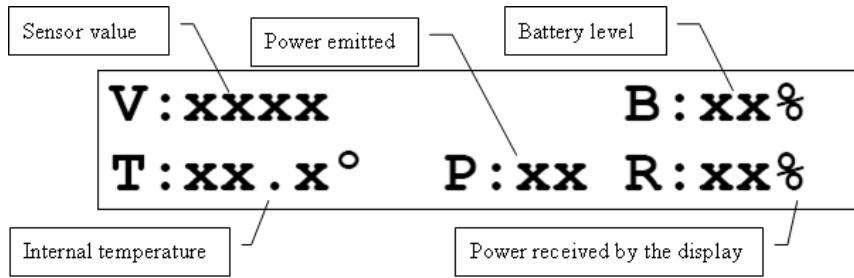 Sensor value
Power emitted
Battery level
V:xxxx B:xx%
T:xx.x° P:xx R:xx%
Internal temperature
Power received by the display